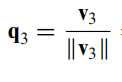 q₃ = v₃ / ‖v₃‖ =